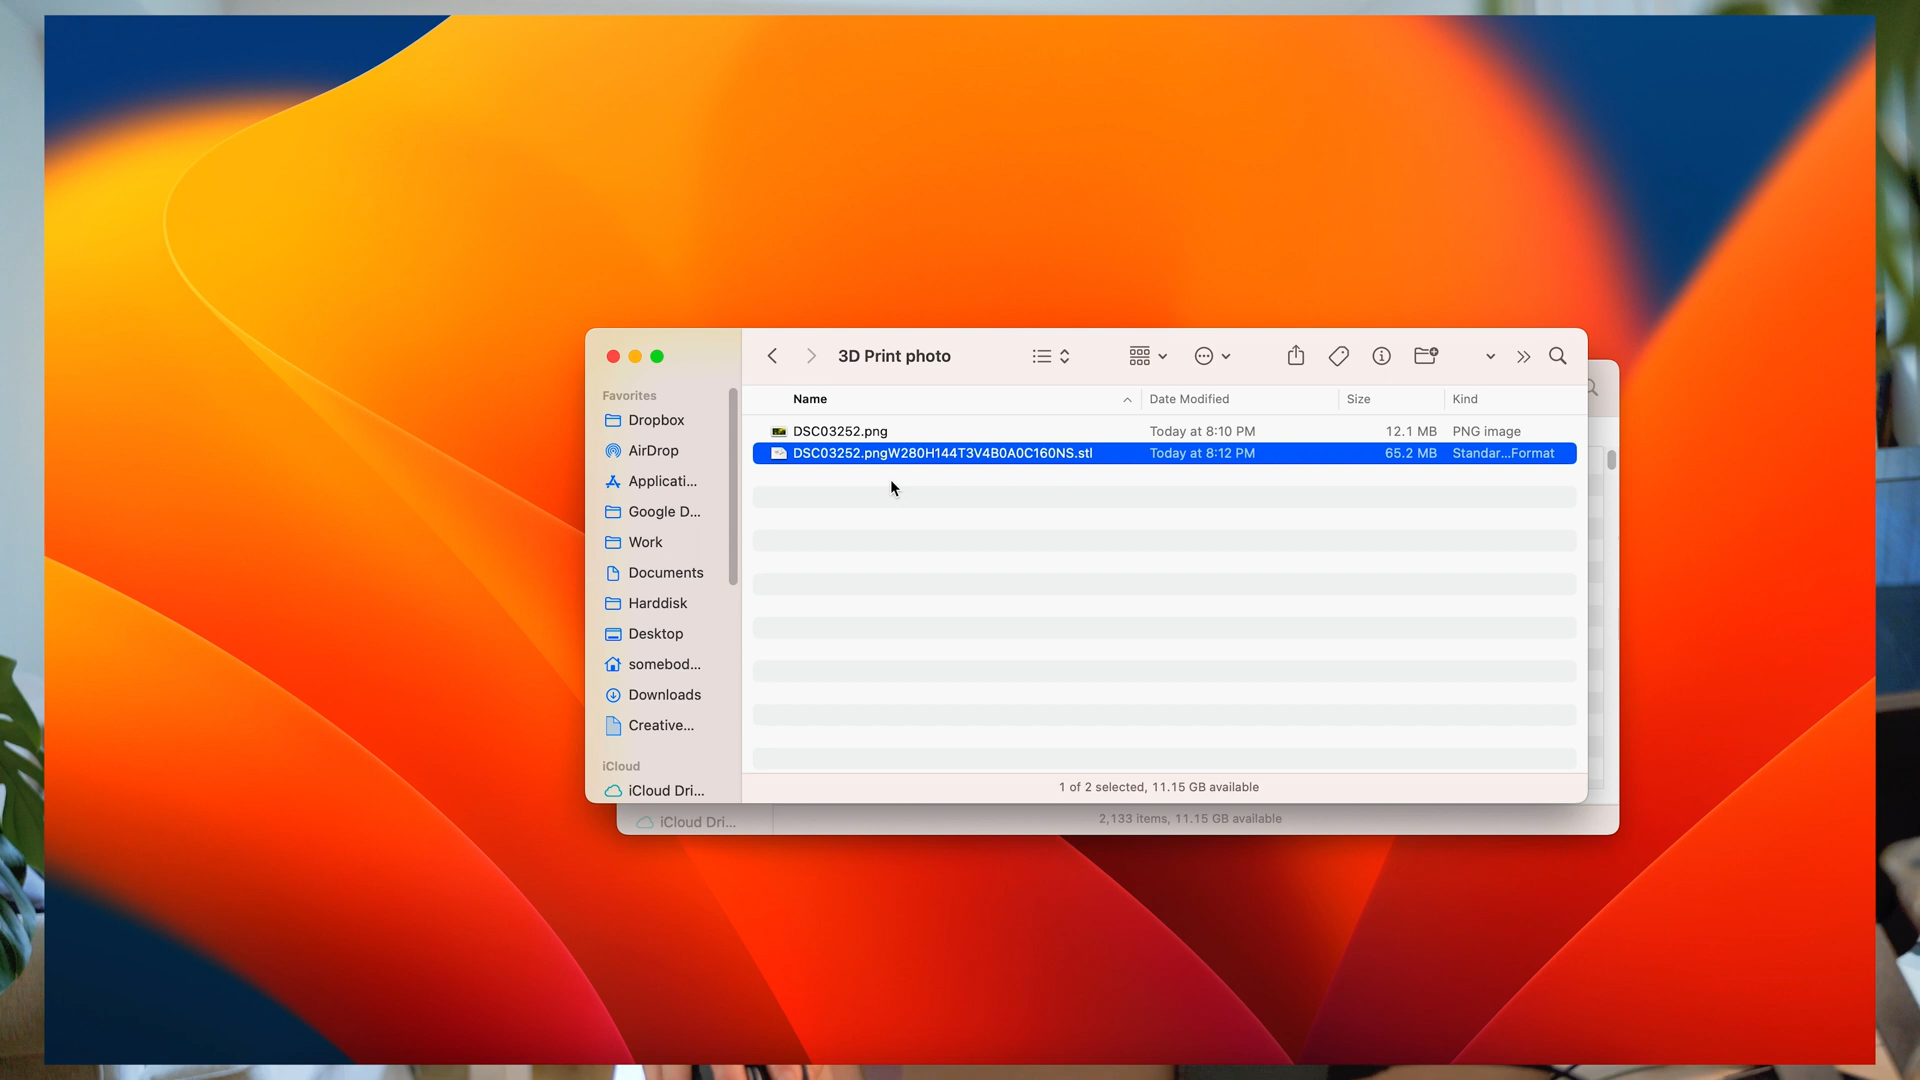 3D Print photo
Favorites
Dropbox
AirDrop
Applicati...
Google D...
Work
Documents
Harddisk
Desktop
somebod...
Downloads
Creative...
iCloud
iCloud Dri...
Name Date Modified Size Kind
DSC03252.png Today at 8:10 PM 12.1 MB PNG image
DSC03252.pngW280H144T3V4B0A0C160NS.stl Today at 8:12 PM 65.2 MB Standar...Format
1 of 2 selected, 11.15 GB available
iCloud Dri...
2,133 items, 11.15 GB available